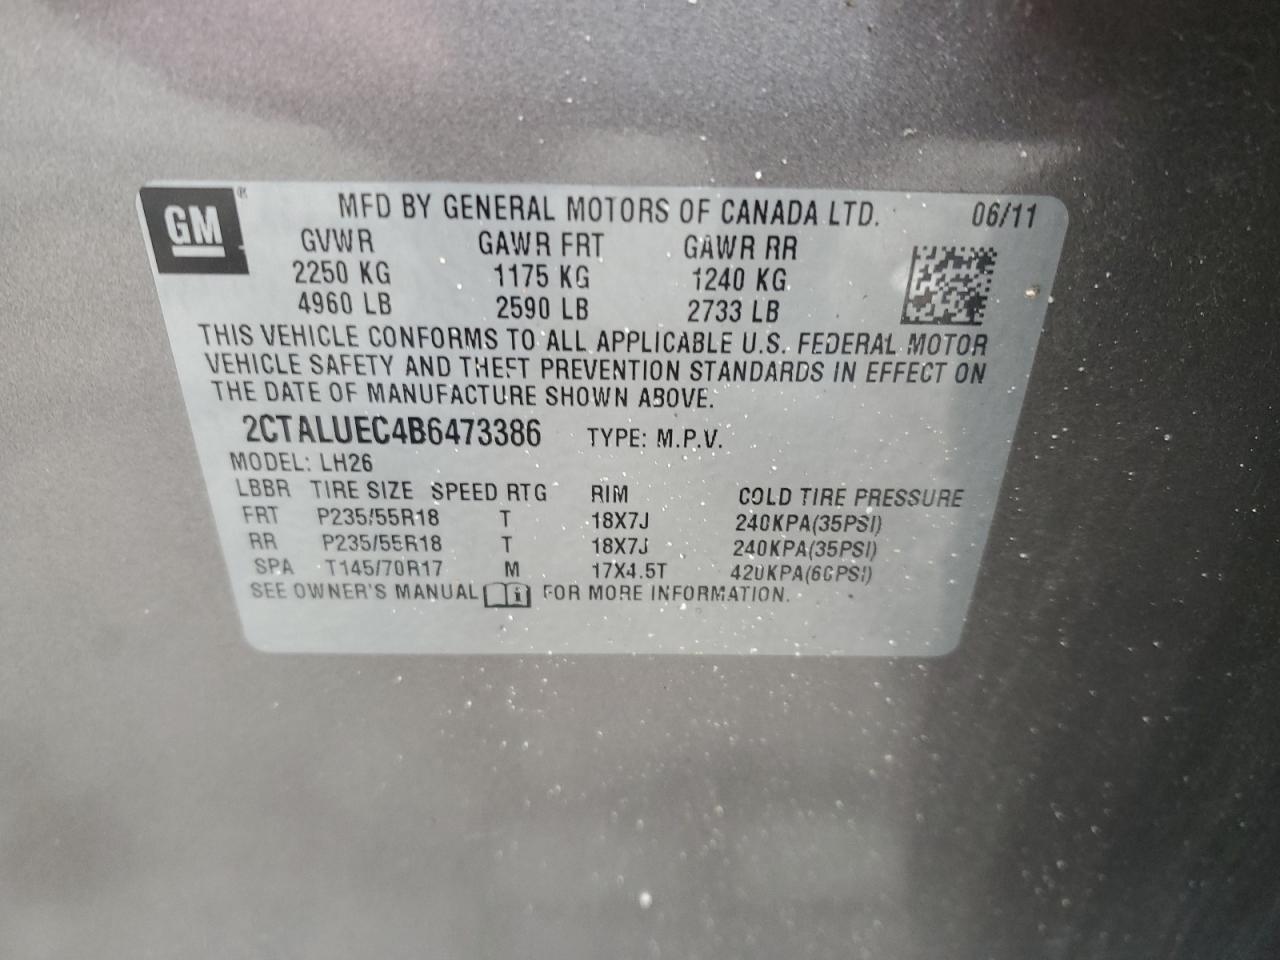 GM® MFD BY GENERAL MOTORS OF CANADA LTD. 06/11
GVWR GAWR FRT GAWR RR
2250 KG 1175 KG 1240 KG
4960 LB 2590 LB 2733 LB
THIS VEHICLE CONFORMS TO ALL APPLICABLE U.S. FEDERAL MOTOR
VEHICLE SAFETY AND THEFT PREVENTION STANDARDS IN EFFECT ON
THE DATE OF MANUFACTURE SHOWN ABOVE.
2CTALUEC4B6473386 TYPE: M.P.V.
MODEL: LH26
LBBR TIRE SIZE SPEED RTG RIM COLD TIRE PRESSURE
FRT P235/55R18 T 18X7J 240KPA(35PSI)
RR P235/55R18 T 18X7J 240KPA(35PSI)
SPA T145/70R17 M 17X4.5T 420KPA(60PSI)
SEE OWNER'S MANUAL i FOR MORE INFORMATION.